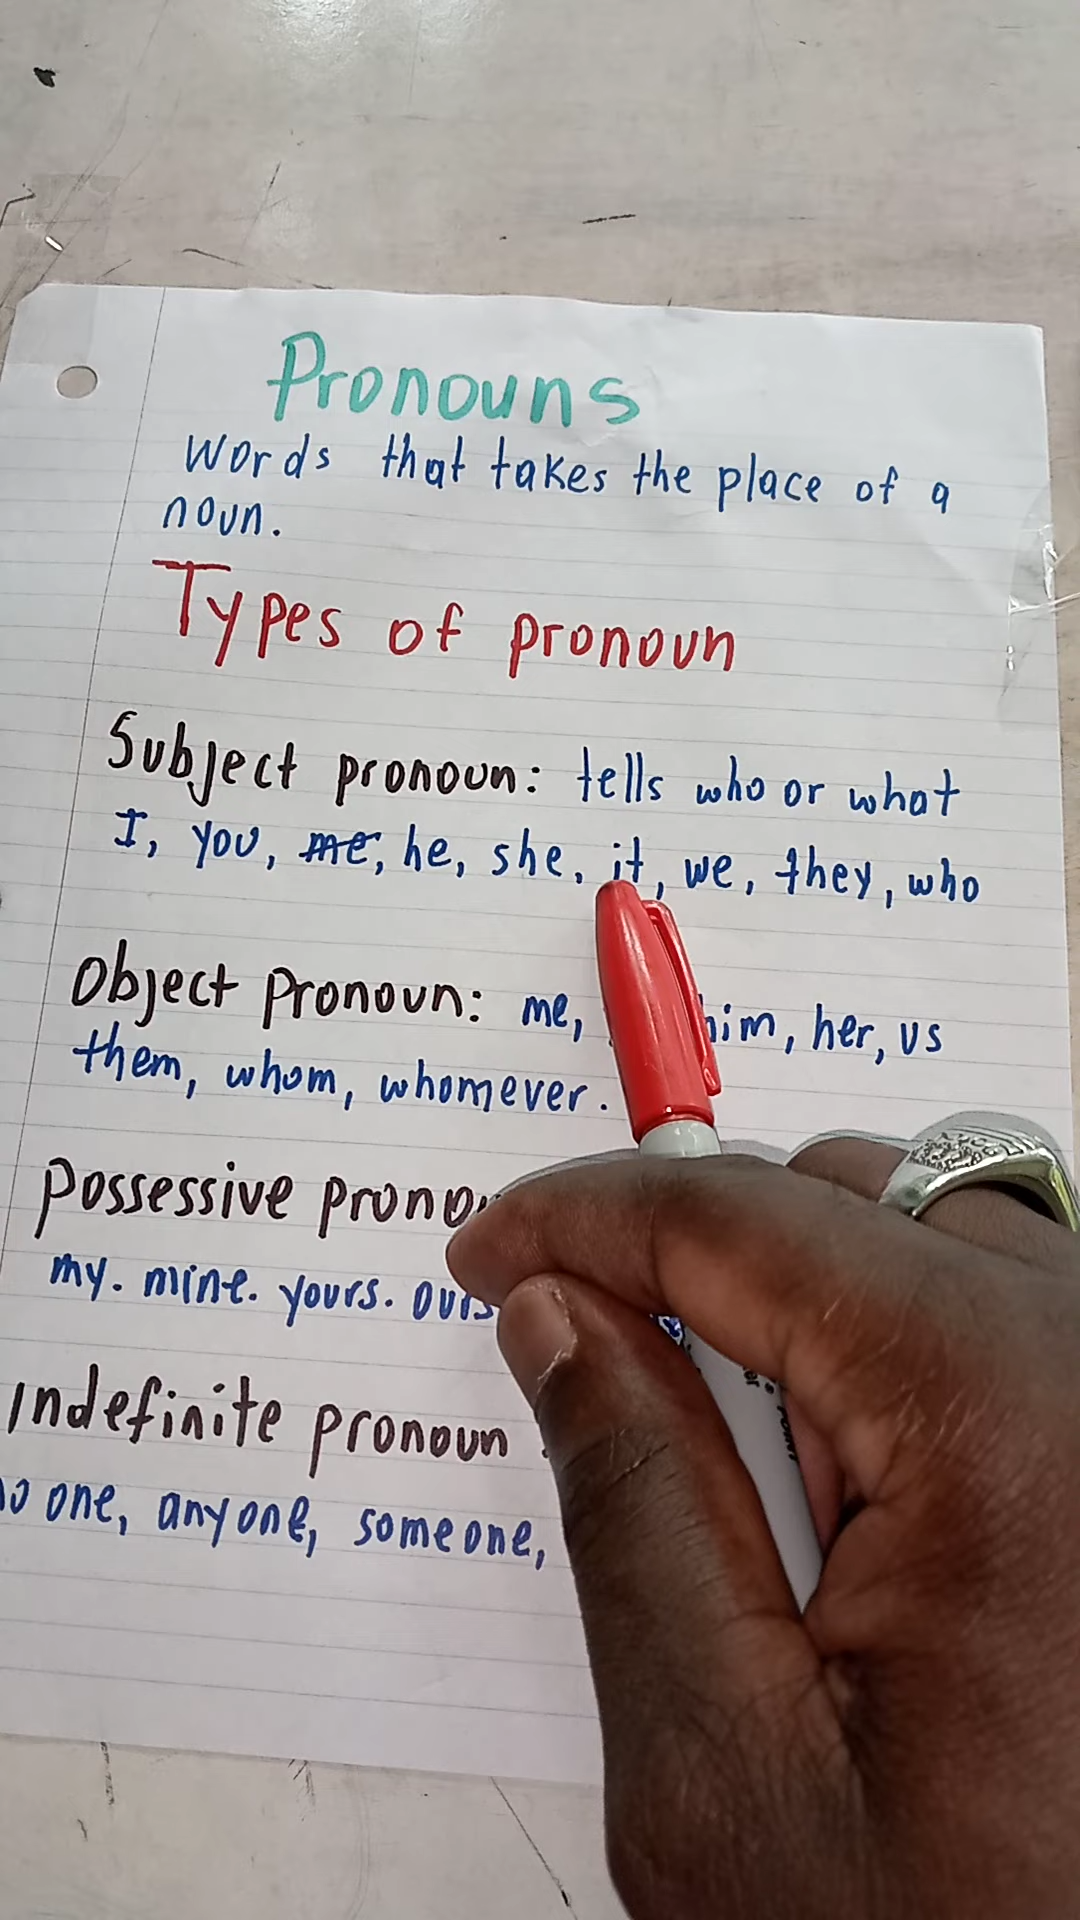 Pronouns
Words that takes the place of a
noun.
Types of pronoun
Subject pronoun: tells who or what
I, you, me, he, she, it, we, they, who
Object pronoun: me, him, her, us
them, whom, whomever.
Possessive
my. mine. yours. ours
Indefinite pronoun
no one, anyone, someone,